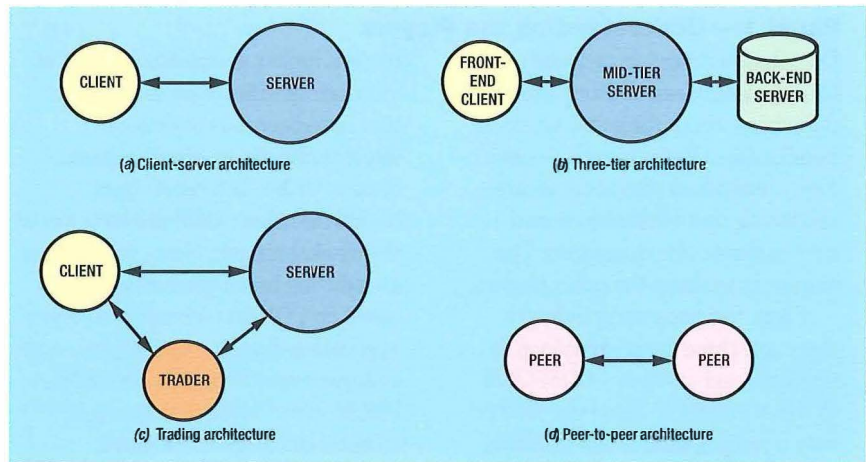 CLIENT
SERVER
(a) Client-server architecture
FRONT-
END
CLIENT
MID-TIER
SERVER
BACK-END
SERVER
(b) Three-tier architecture
CLIENT
SERVER
TRADER
(c) Trading architecture
PEER
PEER
(d) Peer-to-peer architecture